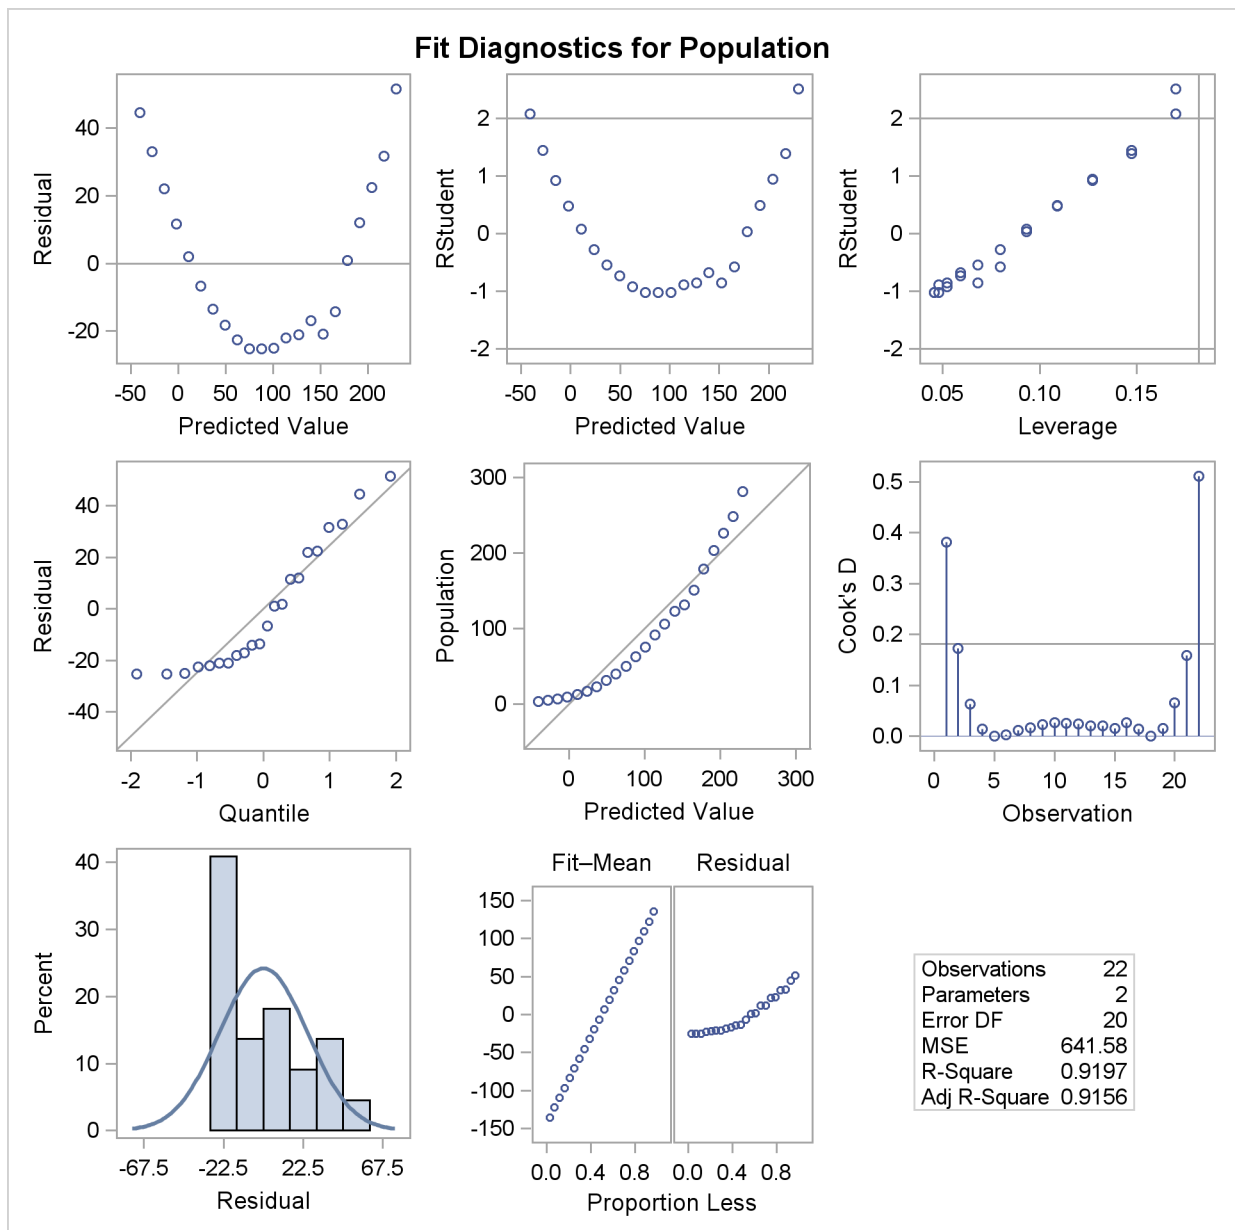 Fit Diagnostics for Population
Residual
40
20
0
-20
-50 0 50 100 150 200
Predicted Value
RStudent
2
1
0
-1
-2
-50 0 50 100 150 200
Predicted Value
RStudent
2
1
0
-1
-2
0.05 0.10 0.15
Leverage
Residual
40
20
0
-20
-40
-2 -1 0 1 2
Quantile
Population
300
200
100
0
0 100 200 300
Predicted Value
Cook's D
0.5
0.4
0.3
0.2
0.1
0.0
0 5 10 15 20
Observation
Percent
40
30
20
10
0
-67.5 -22.5 22.5 67.5
Residual
Fit–Mean Residual
150
100
50
0
-50
-100
-150
0.0 0.4 0.8 0.0 0.4 0.8
Proportion Less
Observations 22
Parameters 2
Error DF 20
MSE 641.58
R-Square 0.9197
Adj R-Square 0.9156